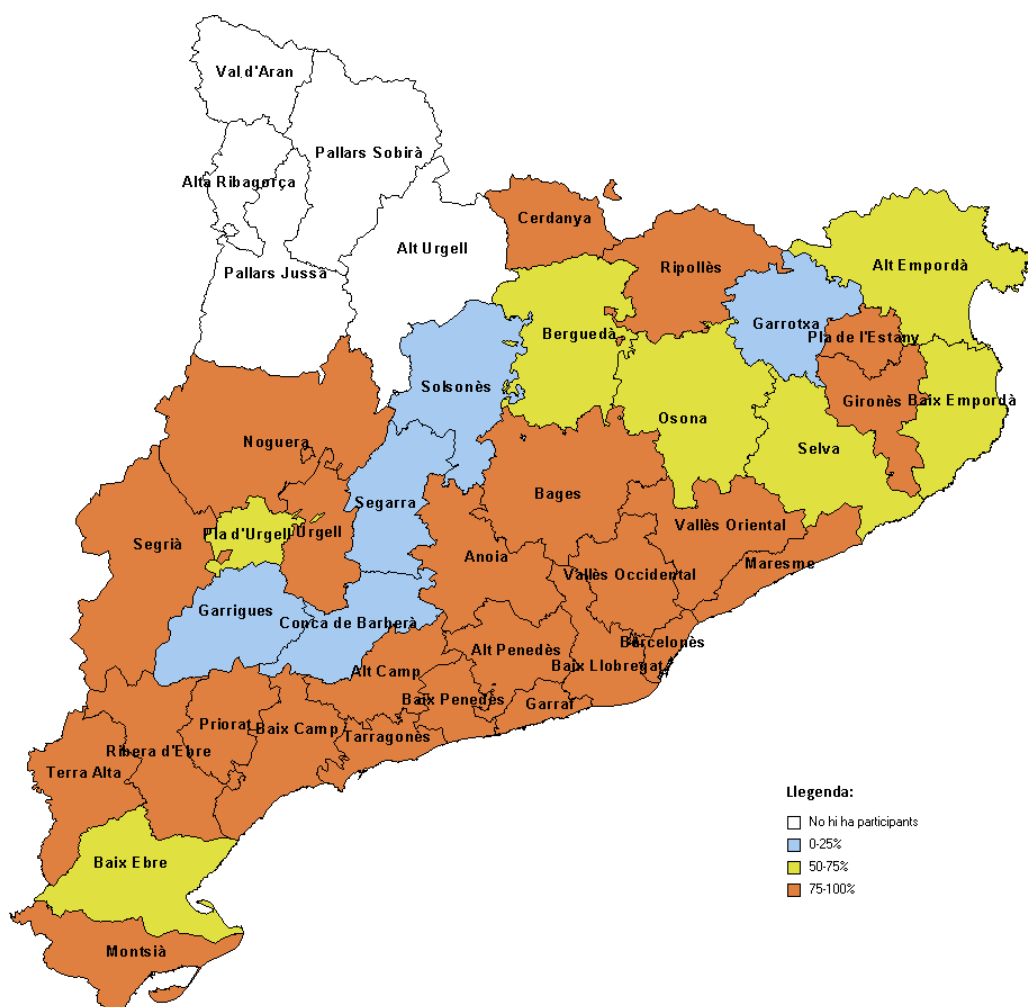 Val d'Aran
Pallars Sobirà
Alta Ribagorça
Cerdanya
Alt Urgell
Ripollès
Alt Empordà
Pallars Jussà
Garrotxa
Berguedà
Pla de l'Estany
Solsonès
Gironès
Baix Empordà
Osona
Noguera
Selva
Bages
Segarra
Vallès Oriental
Pla d'Urgell
Urgell
Segrià
Anoia
Maresme
Vallès Occidental
Garrigues
Conca de Barberà
Barcelonès
Alt Penedès
Baix Llobregat
Alt Camp
Baix Penedès
Garraf
Priorat
Baix Camp
Tarragonès
Ribera d'Ebre
Terra Alta
Llegenda:
No hi ha participants
0-25%
50-75%
75-100%
Baix Ebre
Montsià